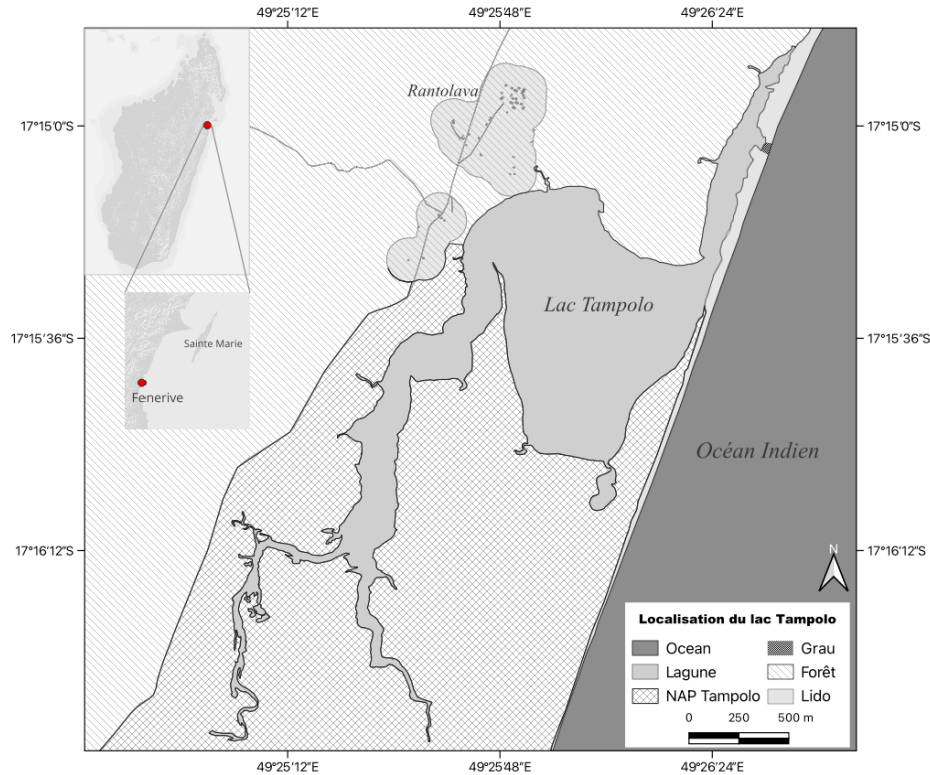 49°25′12″E 49°25′48″E 49°26′24″E
Rantolava
17°15′0″S 17°15′0″S
Lac Tampolo
17°15′36″S 17°15′36″S
Sainte Marie
Fenerive
Océan Indien
17°16′12″S 17°16′12″S
N
Localisation du lac Tampolo
Ocean Grau
Lagune Forêt
NAP Tampolo Lido
0 250 500 m
49°25′12″E 49°25′48″E 49°26′24″E